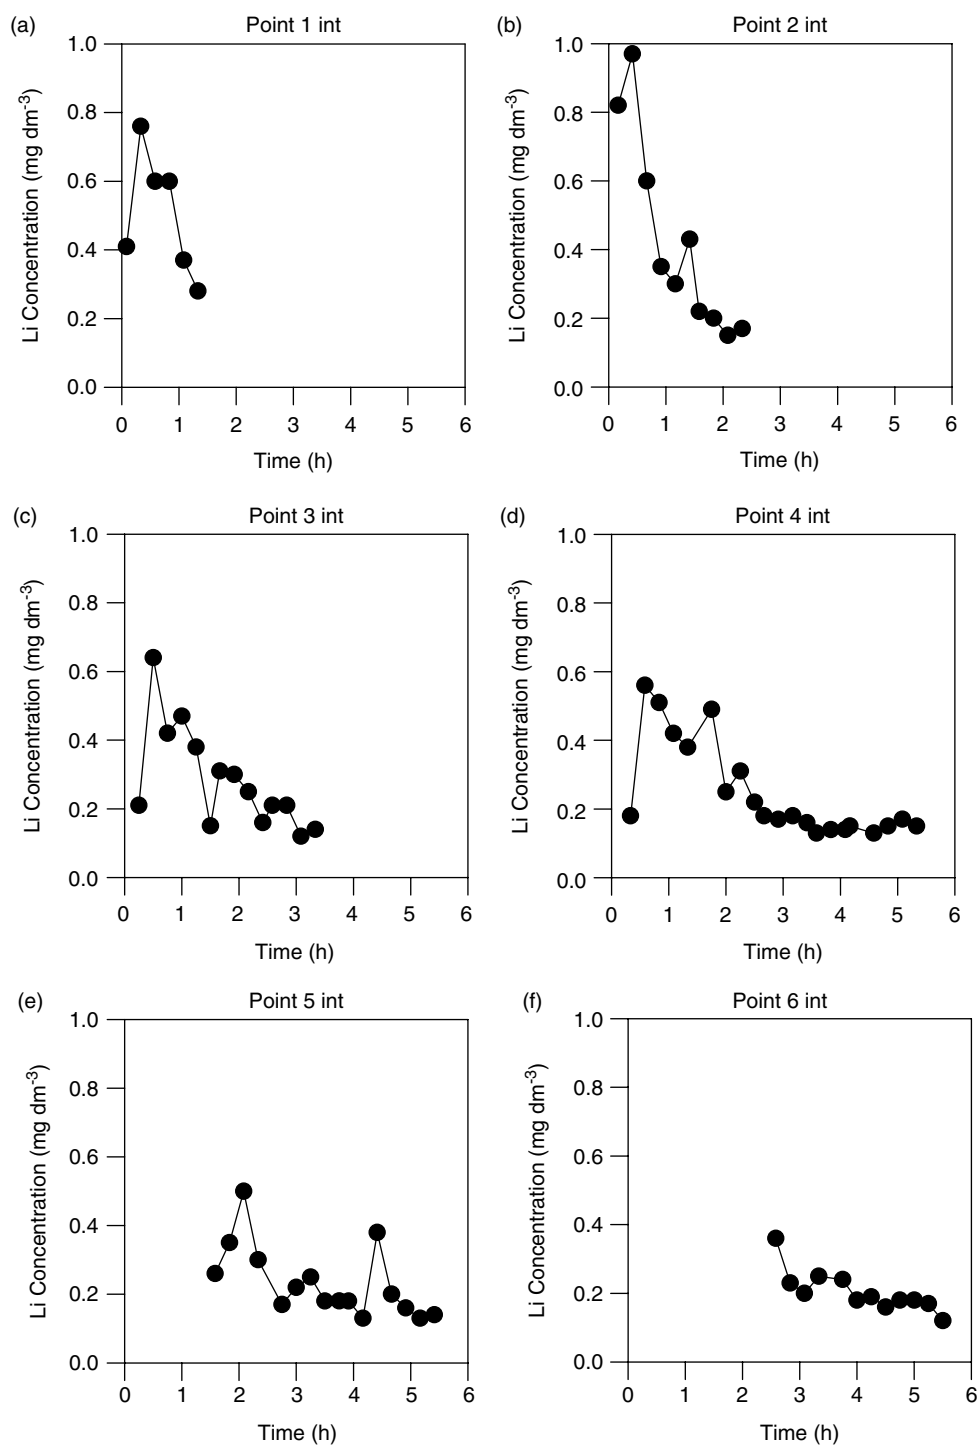 (a)
Point 1 int
Li Concentration (mg dm-3)
1.0
0.8
0.6
0.4
0.2
0.0
0 1 2 3 4 5 6
Time (h)
(b)
Point 2 int
Li Concentration (mg dm-3)
1.0
0.8
0.6
0.4
0.2
0.0
0 1 2 3 4 5 6
Time (h)
(c)
Point 3 int
Li Concentration (mg dm-3)
1.0
0.8
0.6
0.4
0.2
0.0
0 1 2 3 4 5 6
Time (h)
(d)
Point 4 int
Li Concentration (mg dm-3)
1.0
0.8
0.6
0.4
0.2
0.0
0 1 2 3 4 5 6
Time (h)
(e)
Point 5 int
Li Concentration (mg dm-3)
1.0
0.8
0.6
0.4
0.2
0.0
0 1 2 3 4 5 6
Time (h)
(f)
Point 6 int
Li Concentration (mg dm-3)
1.0
0.8
0.6
0.4
0.2
0.0
0 1 2 3 4 5 6
Time (h)